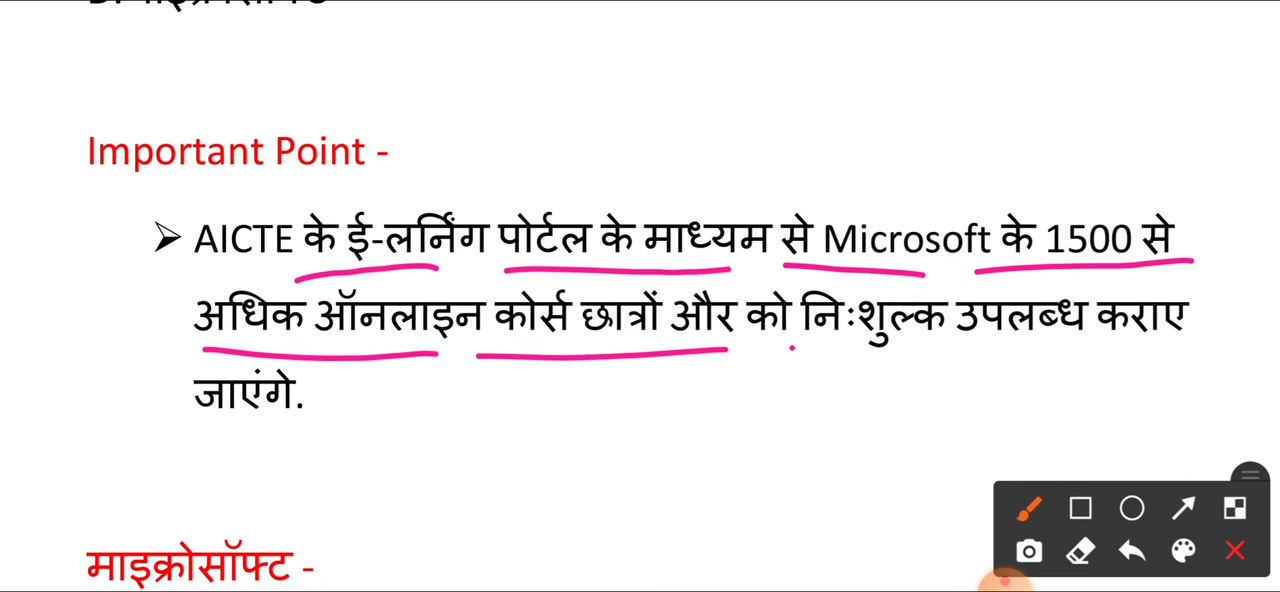 Important Point -
➢ AICTE के ई-लर्निंग पोर्टल के माध्यम से Microsoft के 1500 से
अधिक ऑनलाइन कोर्स छात्रों और को निःशुल्क उपलब्ध कराए
जाएंगे.
माइक्रोसॉफ्ट -